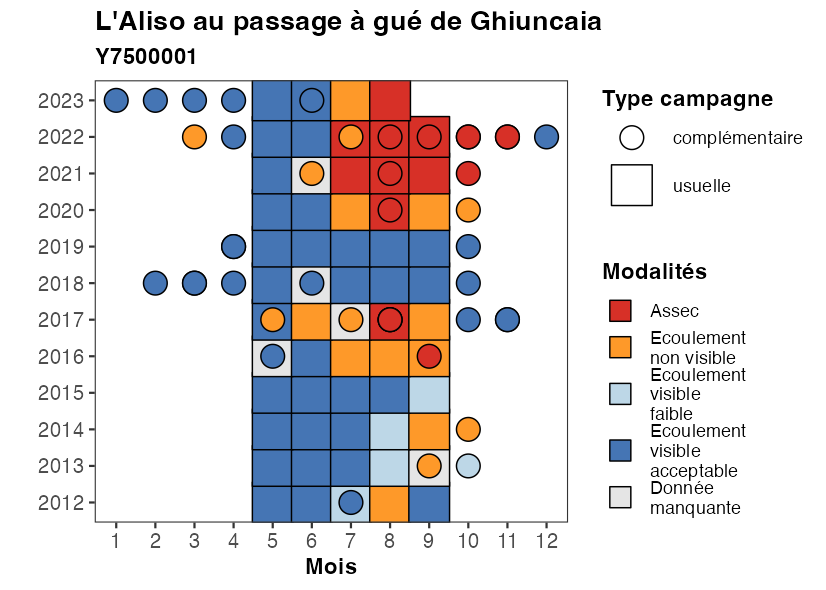 L'Aliso au passage à gué de Ghiuncaia
Y7500001
2023
2022
2021
2020
2019
2018
2017
2016
2015
2014
2013
2012
1 2 3 4 5 6 7 8 9 10 11 12
Mois
Type campagne
complémentaire
usuelle
Modalités
Assec
Ecoulement
non visible
Ecoulement
visible
faible
Ecoulement
visible
acceptable
Donnée
manquante